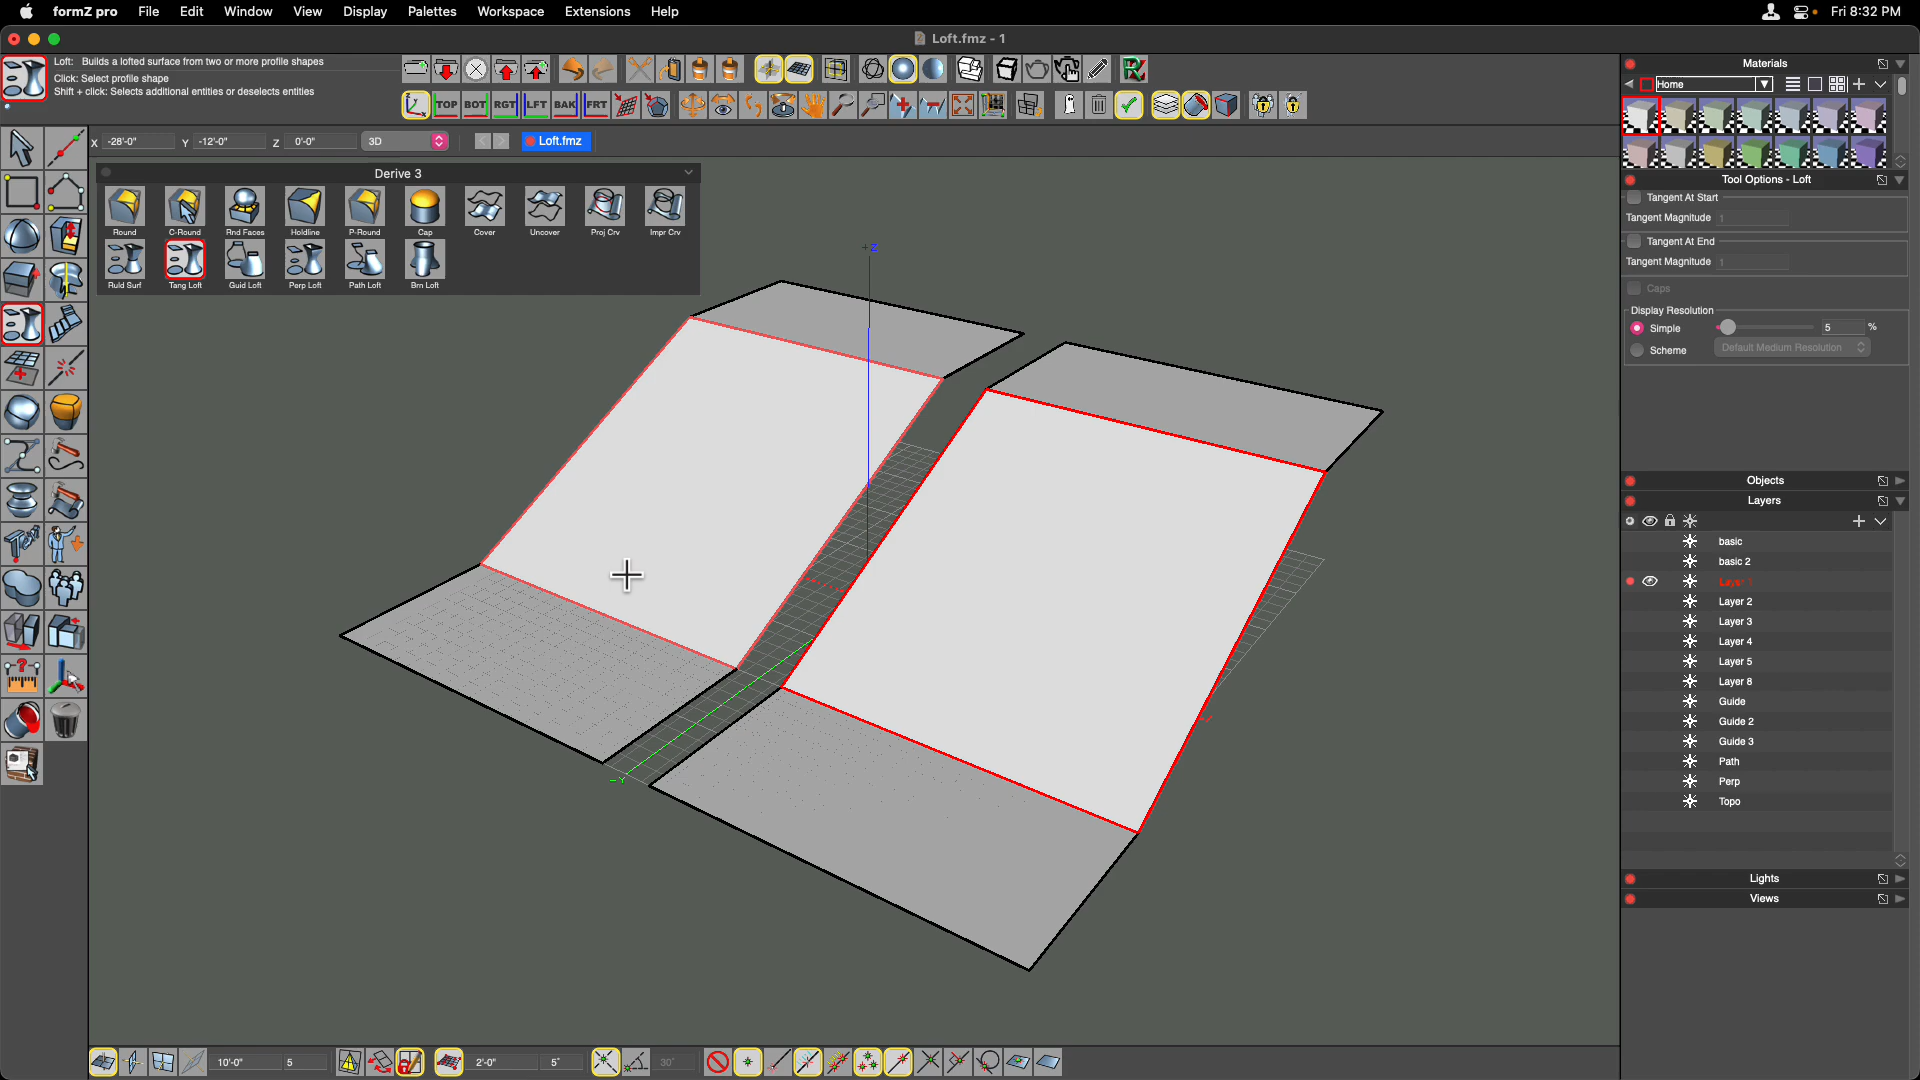 formZ pro File Edit Window View Display Palettes Workspace Extensions Help Fri 8:32 PM
Loft.fmz - 1
Loft: Builds a lofted surface from two or more profile shapes
Click: Select profile shape
Shift + click: Selects additional entities or deselects entities
TOP BOT RGT LFT BAK FRT
X -28'-0" Y -12'-0" Z 0'-0" 3D Loft.fmz
Derive 3
Round C-Round Rnd Faces Holdline P-Round Cap Cover Uncover Proj Crv Impr Crv
Ruld Surf Tang Loft Guid Loft Perp Loft Path Loft Brn Loft
+Z
-Y
Materials
Home
Tool Options - Loft
Tangent At Start
Tangent Magnitude 1
Tangent At End
Tangent Magnitude 1
Caps
Display Resolution
Simple 5 %
Scheme Default Medium Resolution
Objects
Layers
basic
basic 2
Layer 1
Layer 2
Layer 3
Layer 4
Layer 5
Layer 8
Guide
Guide 2
Guide 3
Path
Perp
Topo
Lights
Views
10'-0" 5 2'-0" 5" 30°